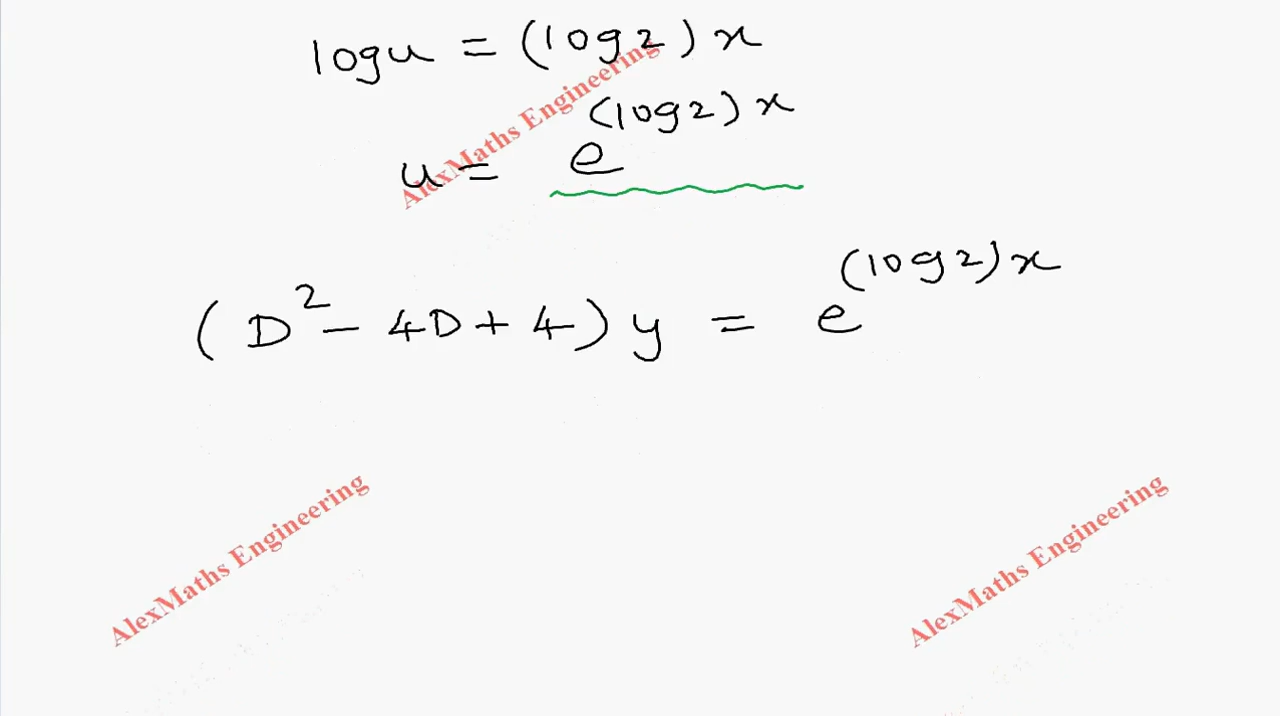 log u = (log 2) x
u = e^{(log 2) x}
(D² - 4D + 4) y = e^{(log 2) x}
AlexMaths Engineering
AlexMaths Engineering
AlexMaths Engineering